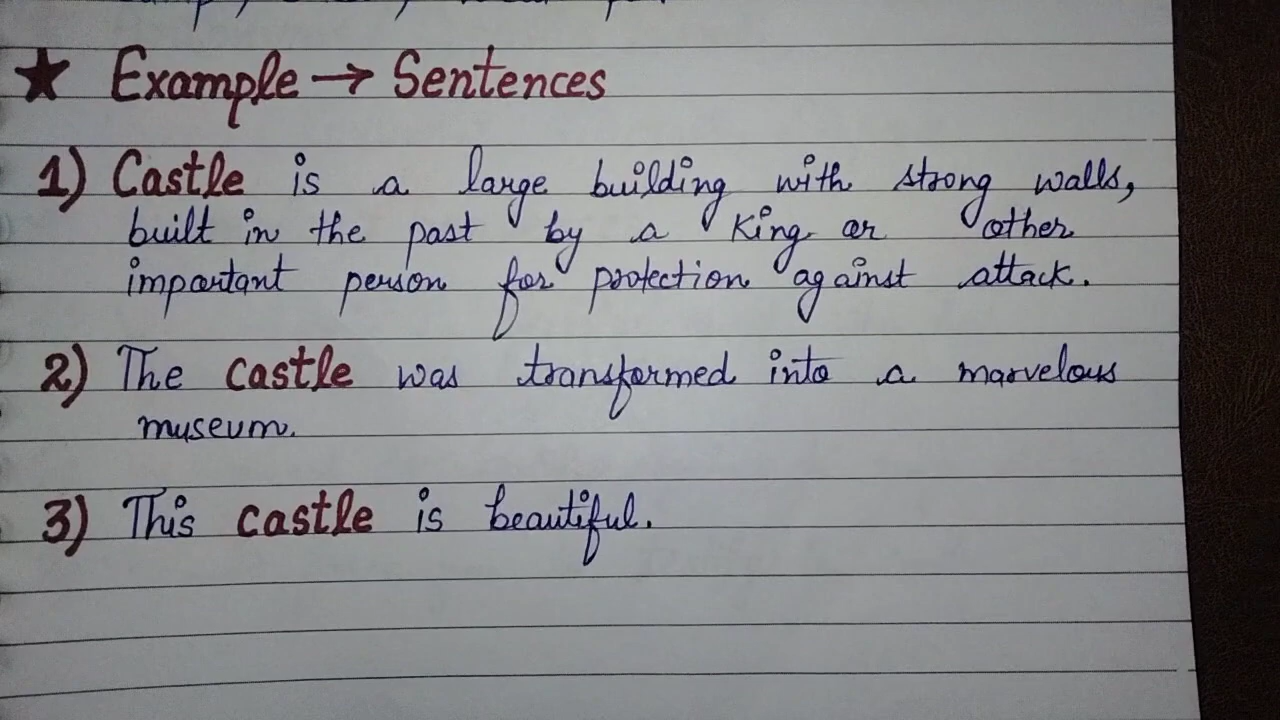 ★ Example → Sentences
1) Castle is a large building with strong walls,
built in the past by a King or other
important person for protection against attack.
2) The castle was transformed into a marvelous
museum.
3) This castle is beautiful.